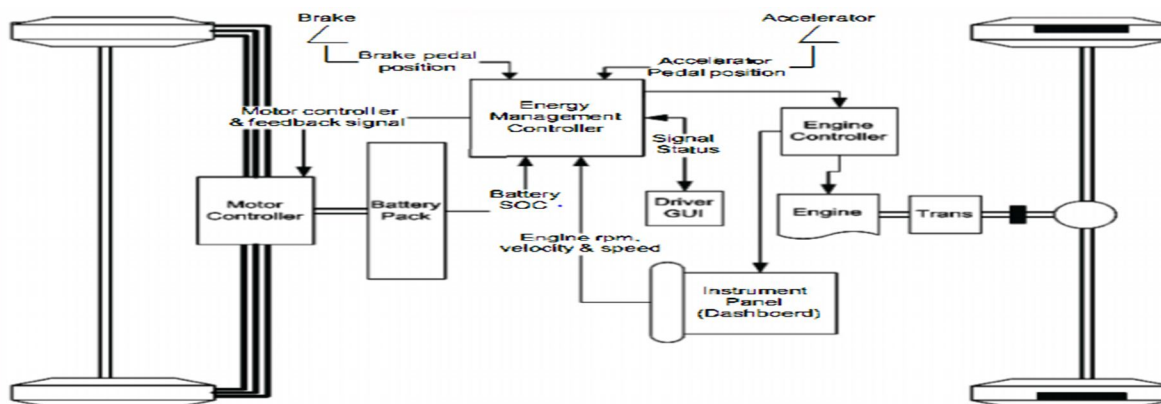 Brake
Accelerator
Brake pedal
position
Accelerator
Pedal position
Motor controller
& feedback signal
Energy
Management
Controller
Signal
Status
Engine
Controller
Motor
Controller
Battery
Pack
Battery
SOC
Driver
GUI
Engine
Trans
Engine rpm,
velocity & speed
Instrument
Panel
(Dashboerd)